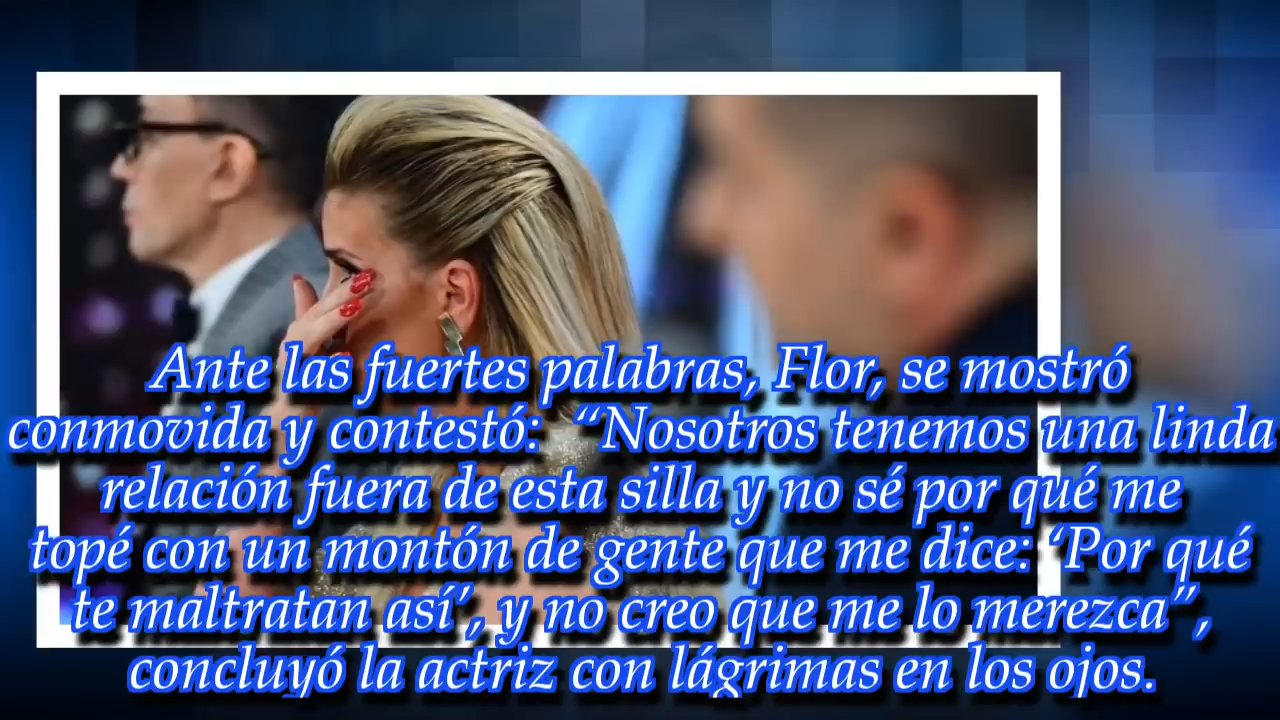 Ante las fuertes palabras, Flor, se mostró
conmovida y contestó: “Nosotros tenemos una linda
relación fuera de esta silla y no sé por qué me
topé con un montón de gente que me dice: ‘Por qué
te maltratan así’, y no creo que me lo merezca”,
concluyó la actriz con lágrimas en los ojos.